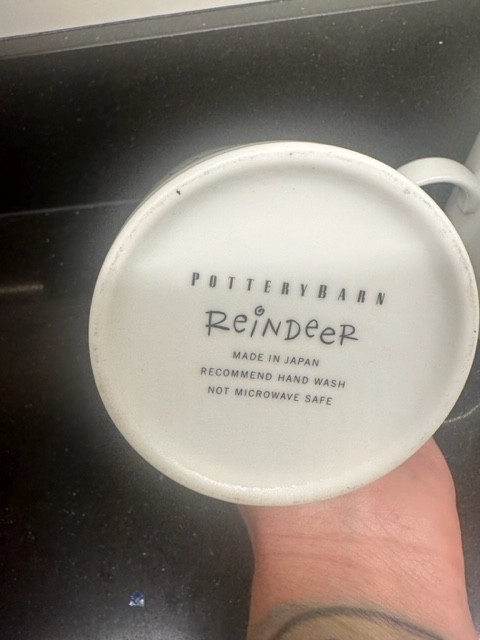 POTTERYBARN
REiNDeeR
MADE IN JAPAN
RECOMMEND HAND WASH
NOT MICROWAVE SAFE